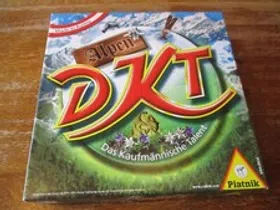 Alpen
DKT
Das Kaufmännische Talent
Piatnik